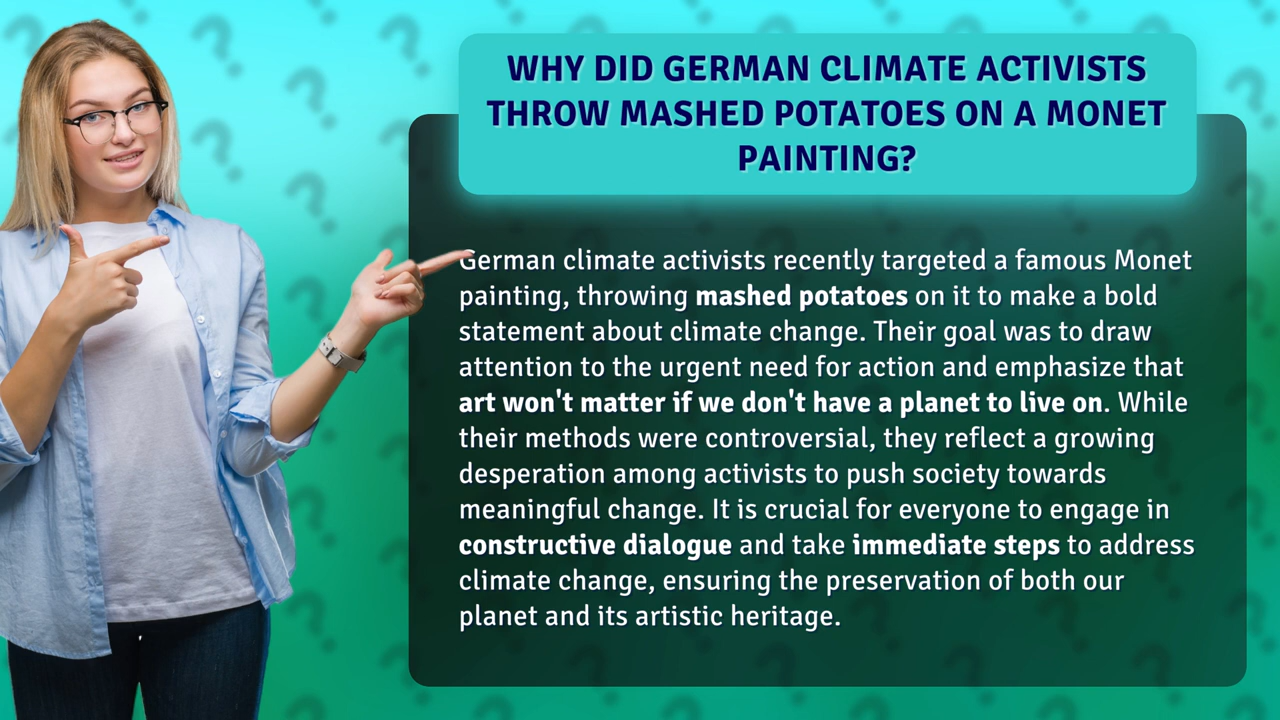 WHY DID GERMAN CLIMATE ACTIVISTS
THROW MASHED POTATOES ON A MONET
PAINTING?
German climate activists recently targeted a famous Monet
painting, throwing mashed potatoes on it to make a bold
statement about climate change. Their goal was to draw
attention to the urgent need for action and emphasize that
art won't matter if we don't have a planet to live on. While
their methods were controversial, they reflect a growing
desperation among activists to push society towards
meaningful change. It is crucial for everyone to engage in
constructive dialogue and take immediate steps to address
climate change, ensuring the preservation of both our
planet and its artistic heritage.